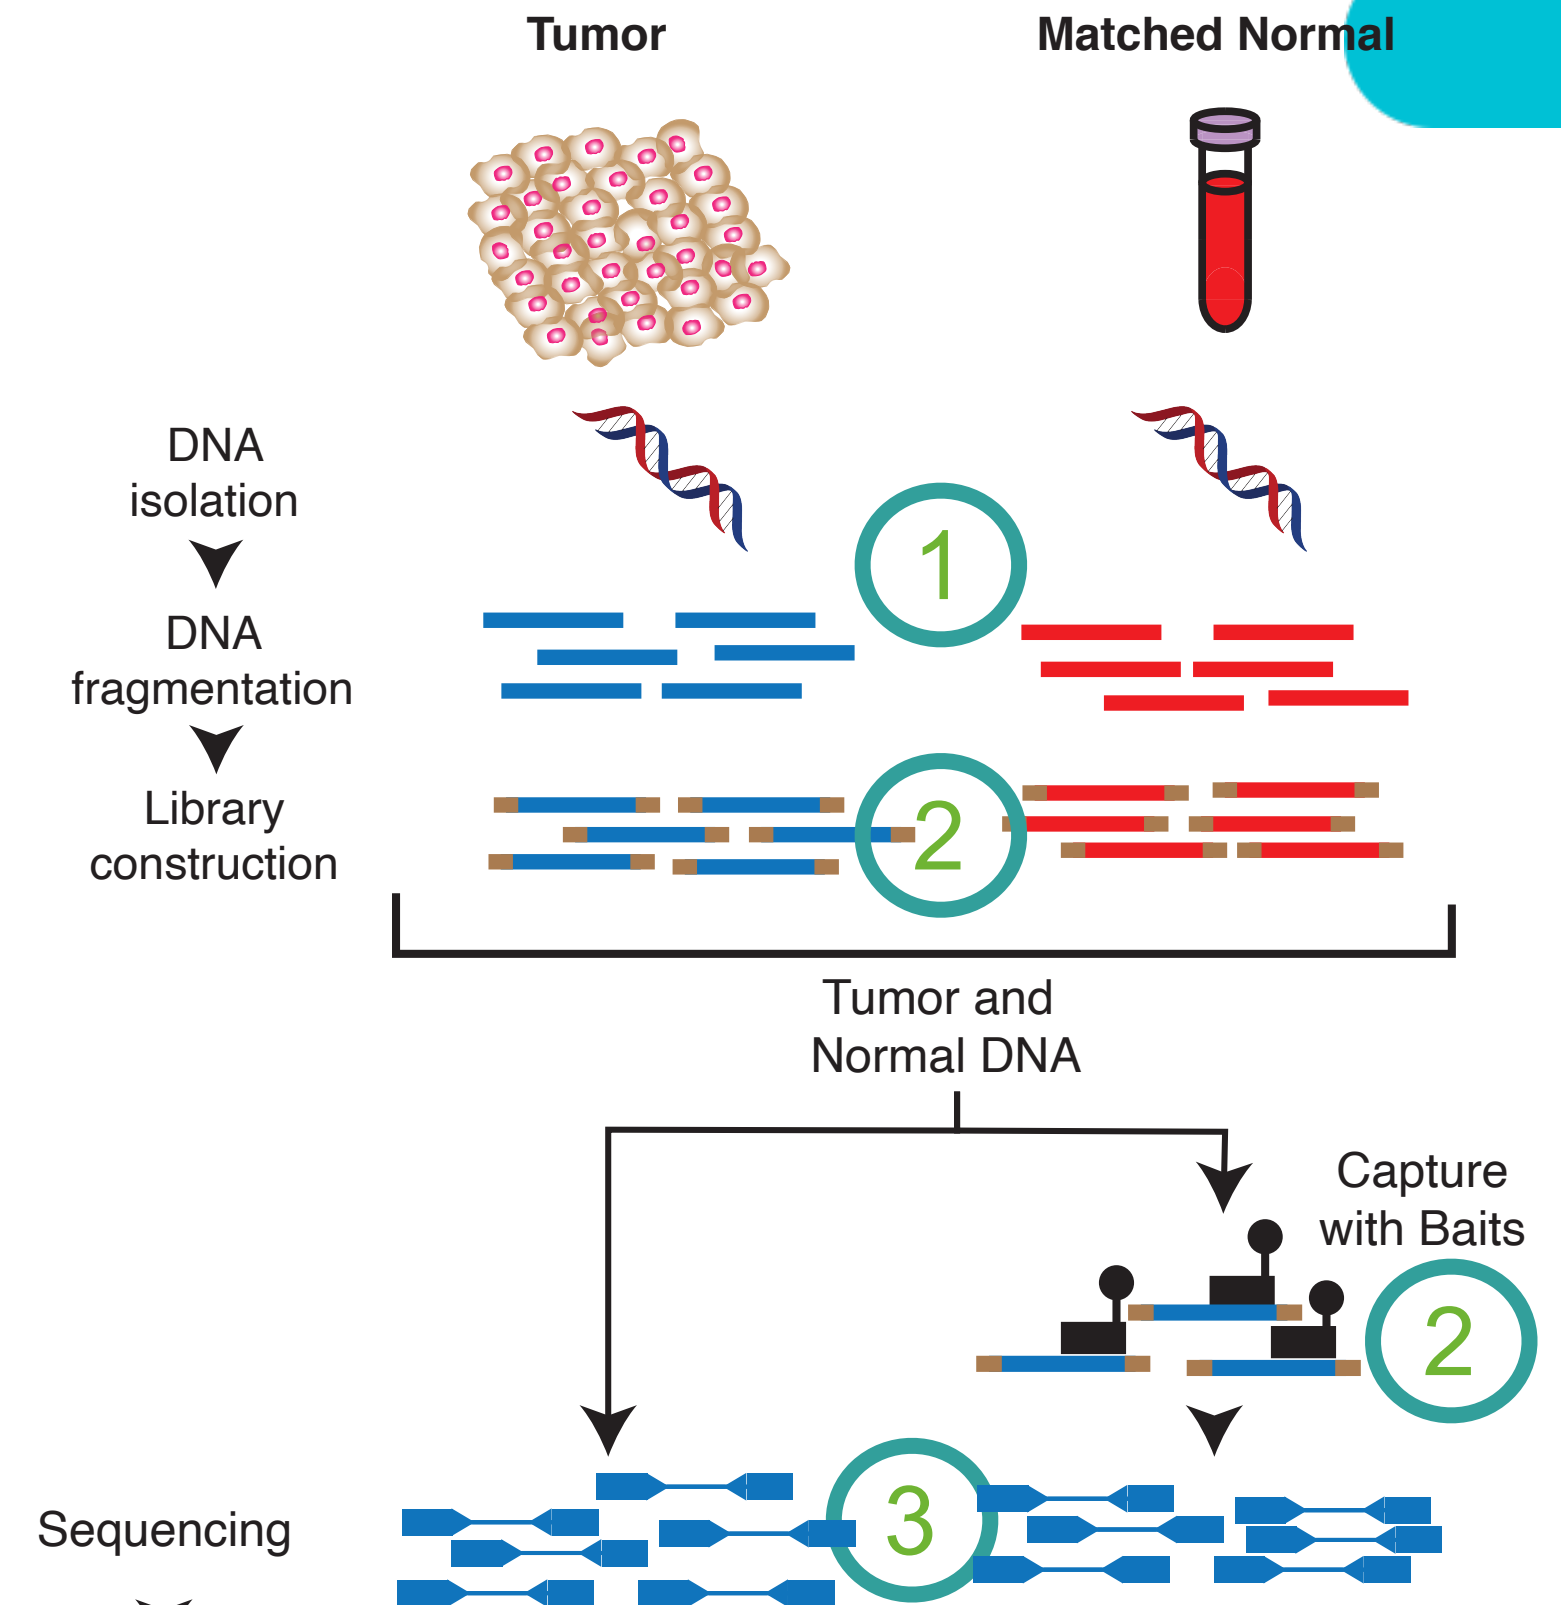 Tumor
Matched Normal
DNA
isolation
1
DNA
fragmentation
Library
construction
2
Tumor and
Normal DNA
Capture
with Baits
2
Sequencing
3